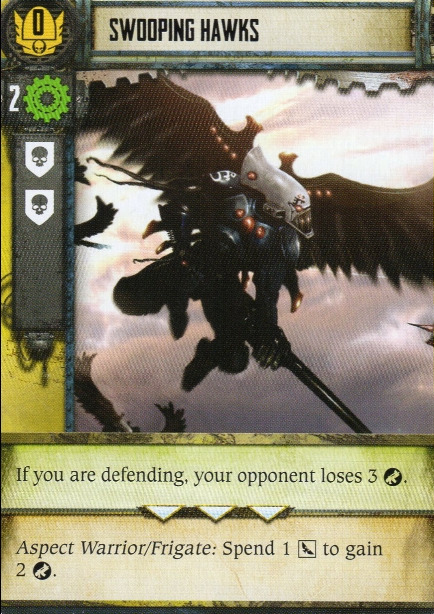 0
SWOOPING HAWKS
2
If you are defending, your opponent loses 3 .
Aspect Warrior/Frigate: Spend 1 to gain
2 .